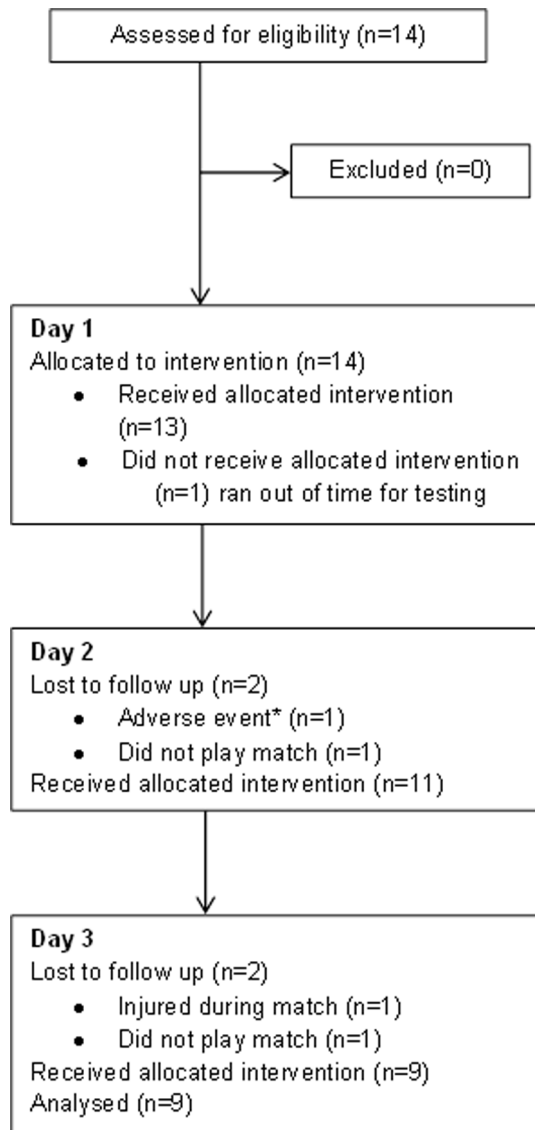 Assessed for eligibility (n=14)
Excluded (n=0)
Day 1
Allocated to intervention (n=14)
• Received allocated intervention
(n=13)
• Did not receive allocated intervention
(n=1) ran out of time for testing
Day 2
Lost to follow up (n=2)
• Adverse event* (n=1)
• Did not play match (n=1)
Received allocated intervention (n=11)
Day 3
Lost to follow up (n=2)
• Injured during match (n=1)
• Did not play match (n=1)
Received allocated intervention (n=9)
Analysed (n=9)